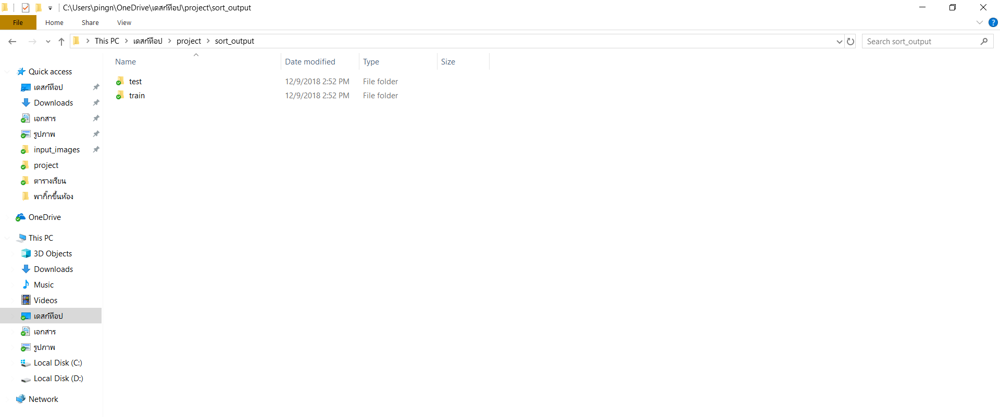 C:\Users\pingn\OneDrive\เดสก์ท็อป\project\sort_output
File Home Share View
This PC เดสก์ท็อป project sort_output
Search sort_output
Name Date modified Type Size
test 12/9/2018 2:52 PM File folder
train 12/9/2018 2:52 PM File folder
Quick access
เดสก์ท็อป
Downloads
เอกสาร
รูปภาพ
input_images
project
ตารางเรียน
พากิ๊กขึ้นห้อง
OneDrive
This PC
3D Objects
Downloads
Music
Videos
เดสก์ท็อป
เอกสาร
รูปภาพ
Local Disk (C:)
Local Disk (D:)
Network